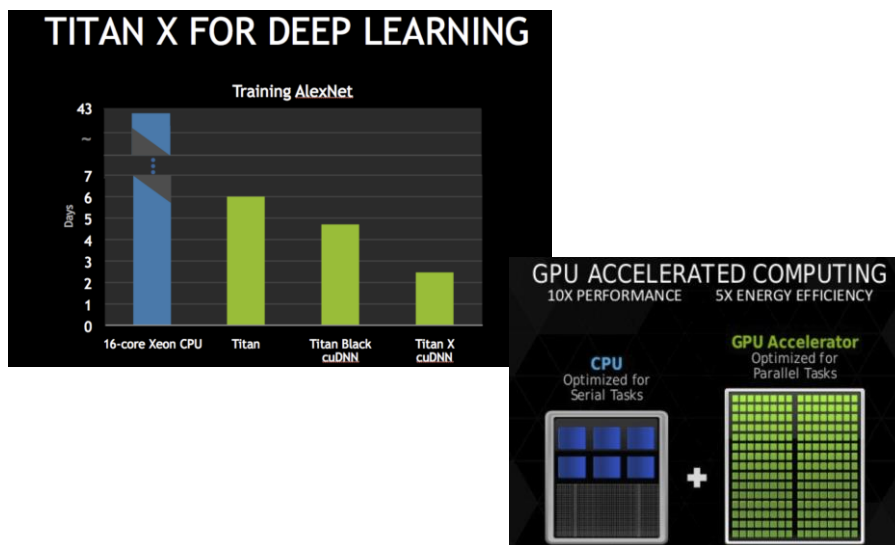 TITAN X FOR DEEP LEARNING
Training AlexNet
43
~
7
6
5
4
3
2
1
0
Days
16-core Xeon CPU
Titan
Titan Black
cuDNN
Titan X
cuDNN
GPU ACCELERATED COMPUTING
10X PERFORMANCE 5X ENERGY EFFICIENCY
CPU
Optimized for
Serial Tasks
+
GPU Accelerator
Optimized for
Parallel Tasks